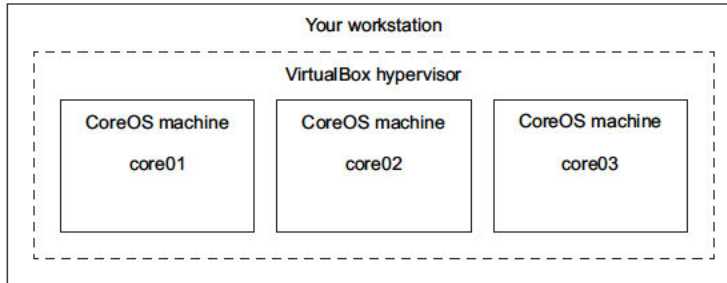 Your workstation
VirtualBox hypervisor
CoreOS machine
core01
CoreOS machine
core02
CoreOS machine
core03